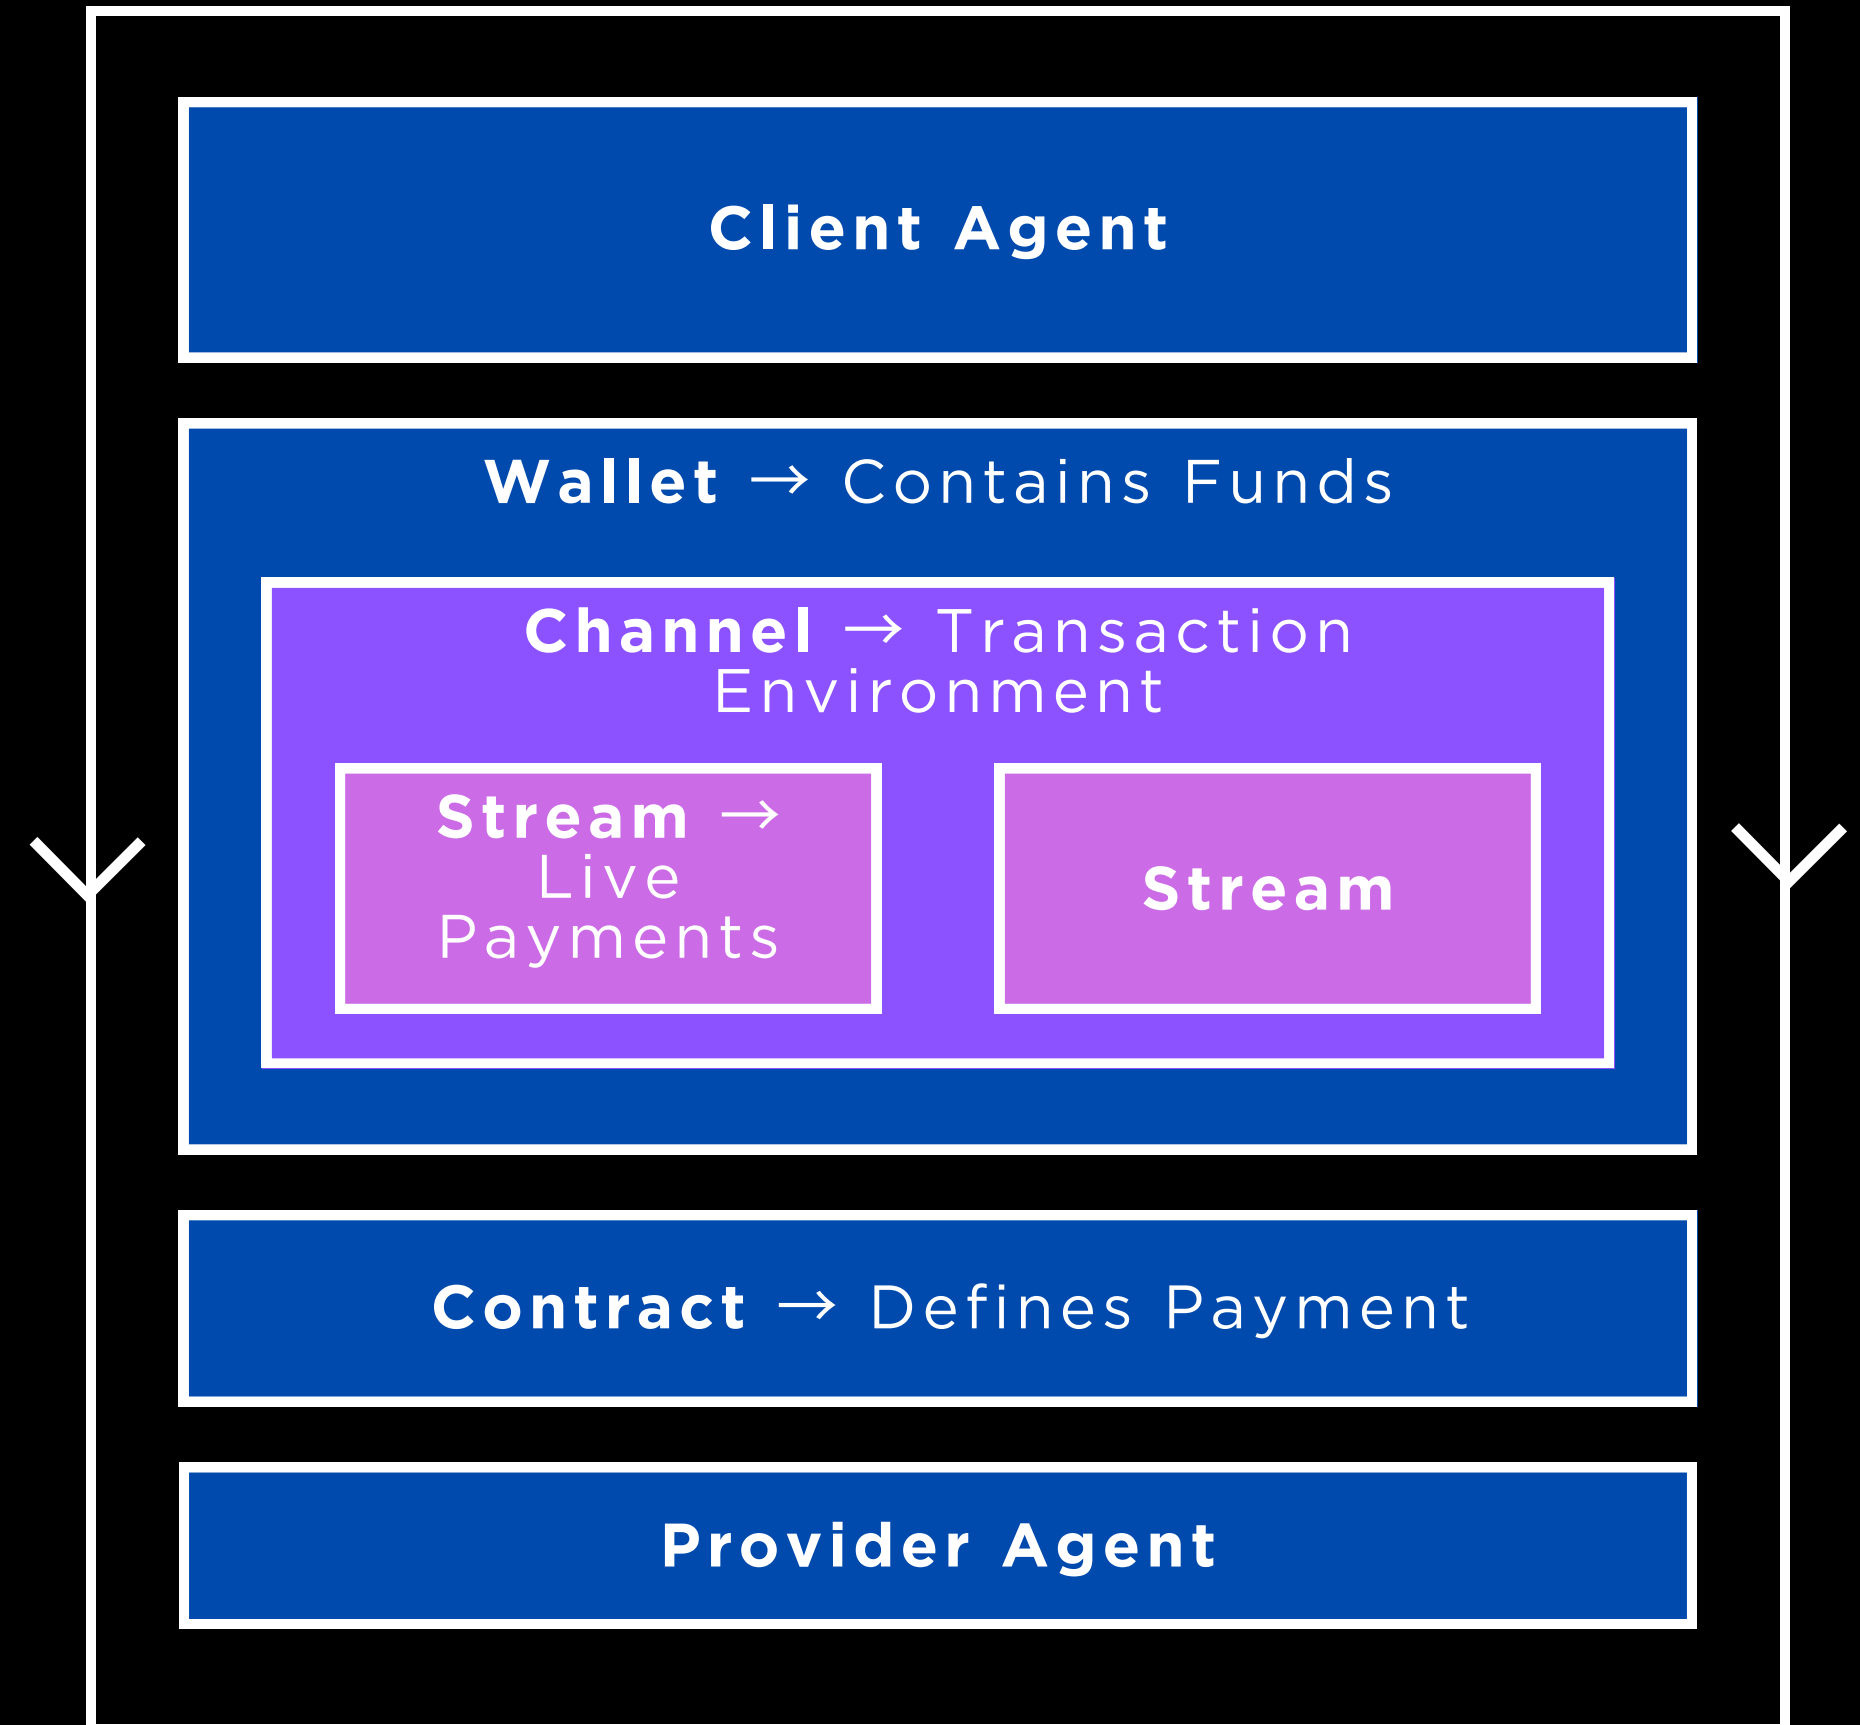 Client Agent
Wallet → Contains Funds
Channel → Transaction
Environment
Stream →
Live
Payments
Stream
Contract → Defines Payment
Provider Agent